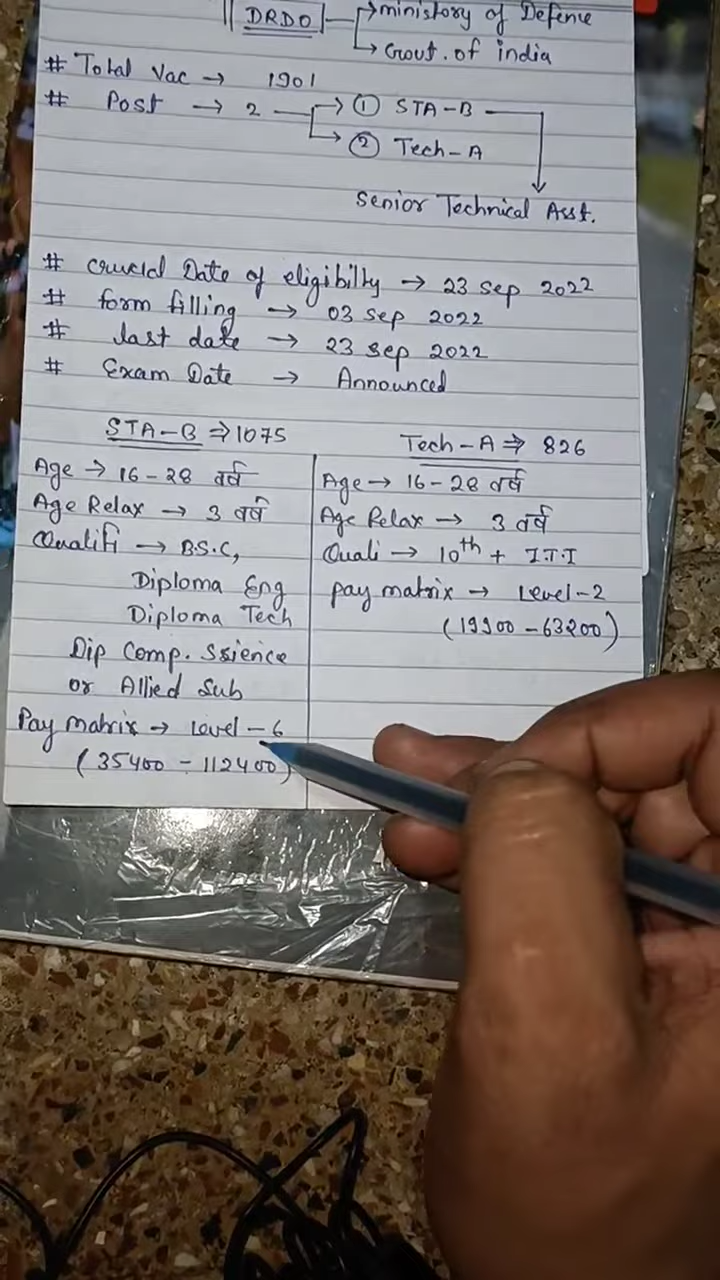 DRDO → ministory of Defence
→ Govt. of india
# Total Vac → 1901
# Post → 2 → ① STA-B
→ ② Tech-A
Senior Technical Asst.
# Crucial Date of eligibilty → 23 Sep 2022
# form filling → 03 Sep 2022
# last date → 23 Sep 2022
# Exam Date → Announced
STA-B ⇒ 1075
Age → 16-28 वर्ष
Age Relax → 3 वर्ष
Qualifi → B.S.C,
Diploma Eng
Diploma Tech
Dip Comp. Ssience
or Allied Sub
Pay matrix → Level-6
(35400 - 112400)
Tech-A ⇒ 826
Age → 16-28 वर्ष
Age Relax → 3 वर्ष
Quali → 10th + I.T.I
pay matrix → Level-2
(19900-63200)